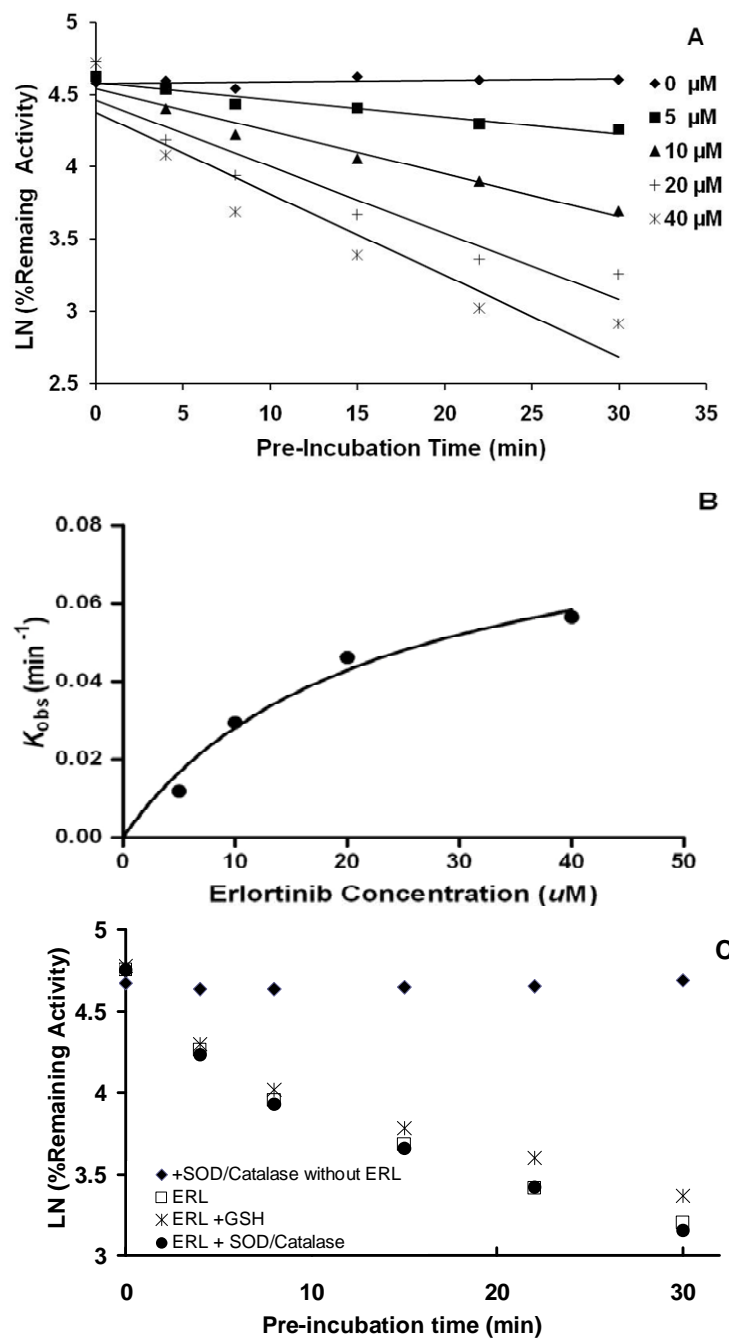 A
5
4.5
4
3.5
3
2.5
0 5 10 15 20 25 30 35
LN (%Remaing Activity)
Pre-Incubation Time (min)
0 µM
5 µM
10 µM
20 µM
40 µM
B
0.08
0.06
0.04
0.02
0.00
0 10 20 30 40 50
Kobs (min -1)
Erlortinib Concentration (uM)
C
5
4.5
4
3.5
3
0 10 20 30
LN (%Remaining Activity)
+SOD/Catalase without ERL
ERL
ERL +GSH
ERL + SOD/Catalase
Pre-incubation time (min)